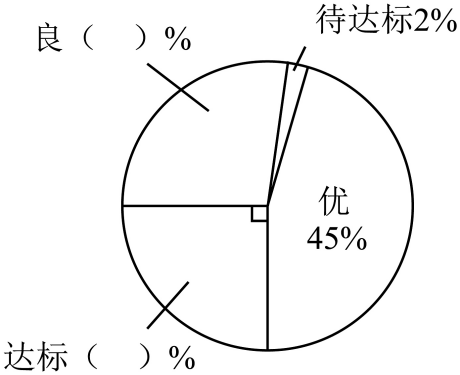 待达标2%
良（ ）%
优
45%
达标（ ）%